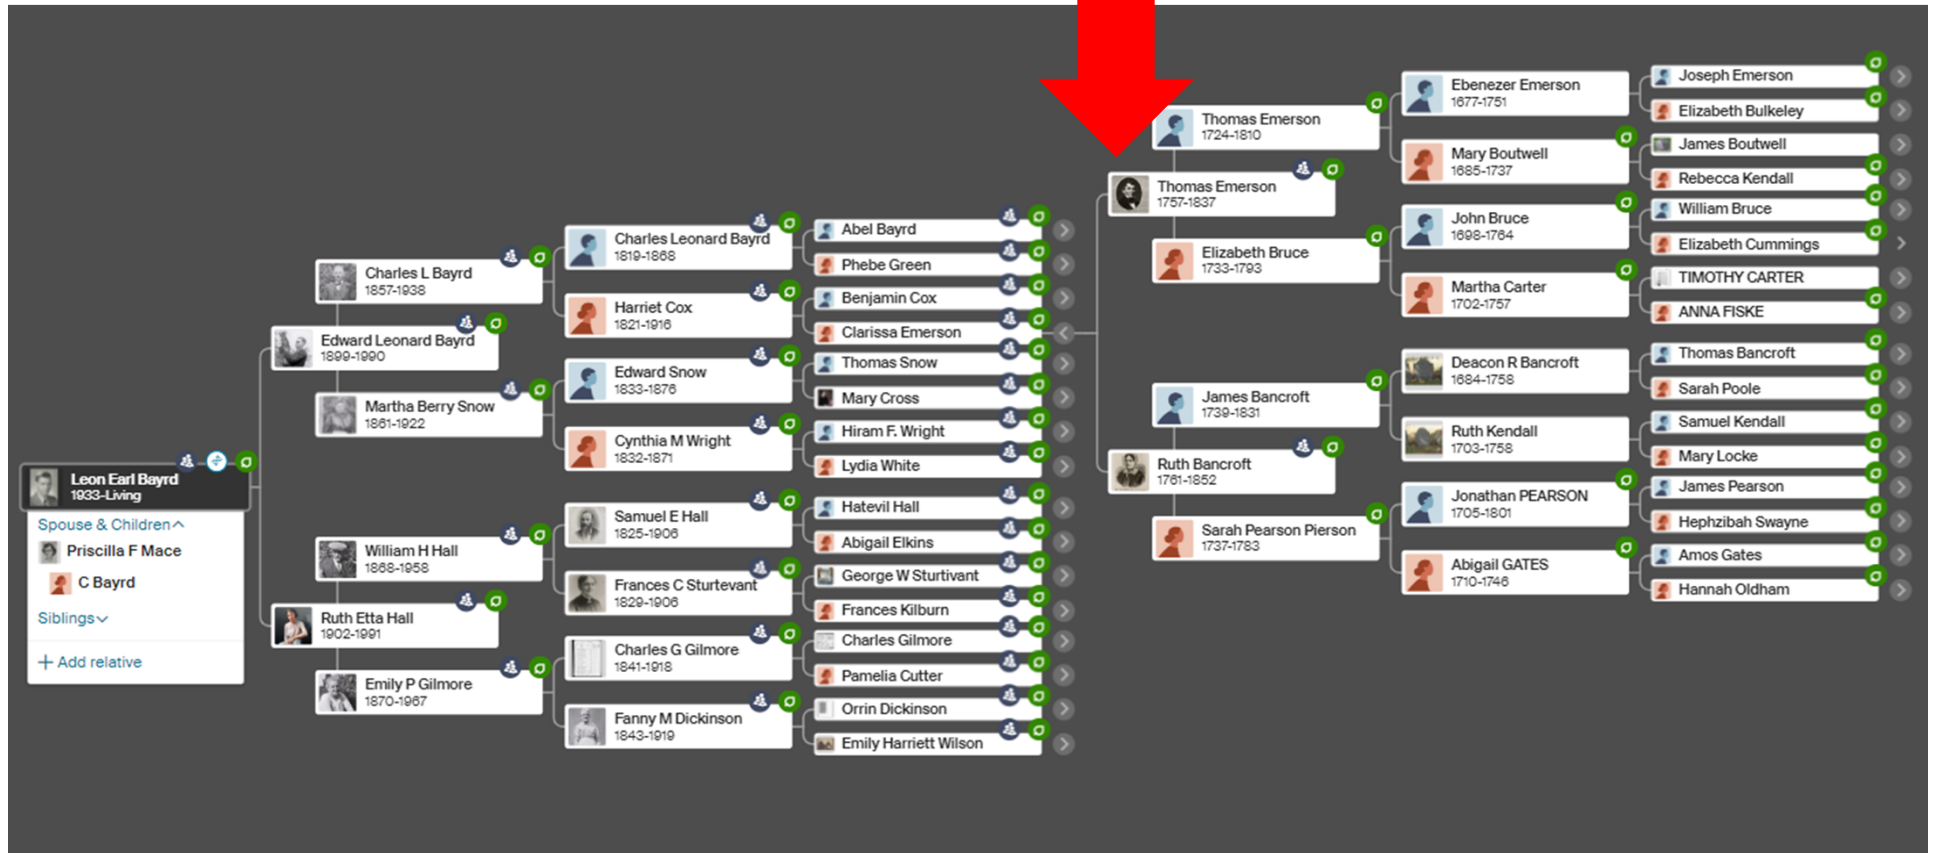 Leon Earl Bayrd
1933-Living
Spouse & Children
Priscilla F Mace
C Bayrd
Siblings
+ Add relative
Edward Leonard Bayrd
1899-1990
Ruth Etta Hall
1902-1991
Charles L Bayrd
1857-1938
Martha Berry Snow
1861-1922
William H Hall
1868-1958
Emily P Gilmore
1870-1967
Charles Leonard Bayrd
1819-1868
Harriet Cox
1821-1916
Edward Snow
1833-1876
Cynthia M Wright
1832-1871
Samuel E Hall
1825-1906
Frances C Sturtevant
1829-1906
Charles G Gilmore
1841-1918
Fanny M Dickinson
1843-1919
Abel Bayrd
Phebe Green
Benjamin Cox
Clarissa Emerson
Thomas Snow
Mary Cross
Hiram F. Wright
Lydia White
Hatevil Hall
Abigail Elkins
George W Sturtivant
Frances Kilburn
Charles Gilmore
Pamelia Cutter
Orrin Dickinson
Emily Harriett Wilson
Thomas Emerson
1757-1837
Ruth Bancroft
1761-1852
Thomas Emerson
1724-1810
Elizabeth Bruce
1733-1793
James Bancroft
1739-1831
Sarah Pearson Pierson
1737-1783
Ebenezer Emerson
1677-1751
Mary Boutwell
1685-1737
John Bruce
1698-1764
Martha Carter
1702-1757
Deacon R Bancroft
1684-1758
Ruth Kendall
1703-1758
Jonathan PEARSON
1705-1801
Abigail GATES
1710-1746
Joseph Emerson
Elizabeth Bulkeley
James Boutwell
Rebecca Kendall
William Bruce
Elizabeth Cummings
TIMOTHY CARTER
ANNA FISKE
Thomas Bancroft
Sarah Poole
Samuel Kendall
Mary Locke
James Pearson
Hephzibah Swayne
Amos Gates
Hannah Oldham